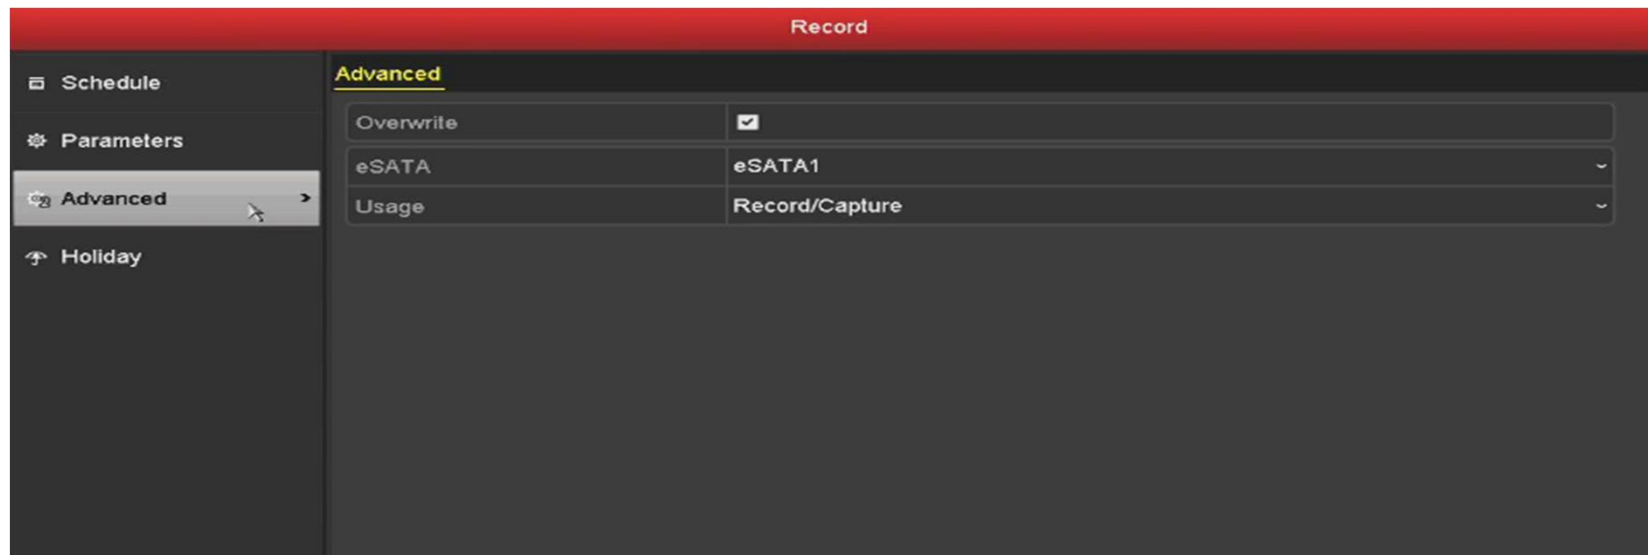 Record
Schedule
Parameters
Advanced
Holiday
Advanced
Overwrite
eSATA eSATA1
Usage Record/Capture